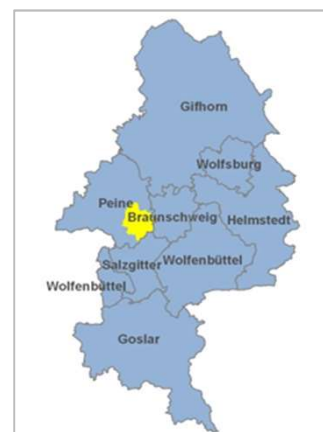 Gifhorn
Wolfsburg
Peine
Braunschweig
Helmstedt
Salzgitter
Wolfenbüttel
Wolfenbüttel
Goslar